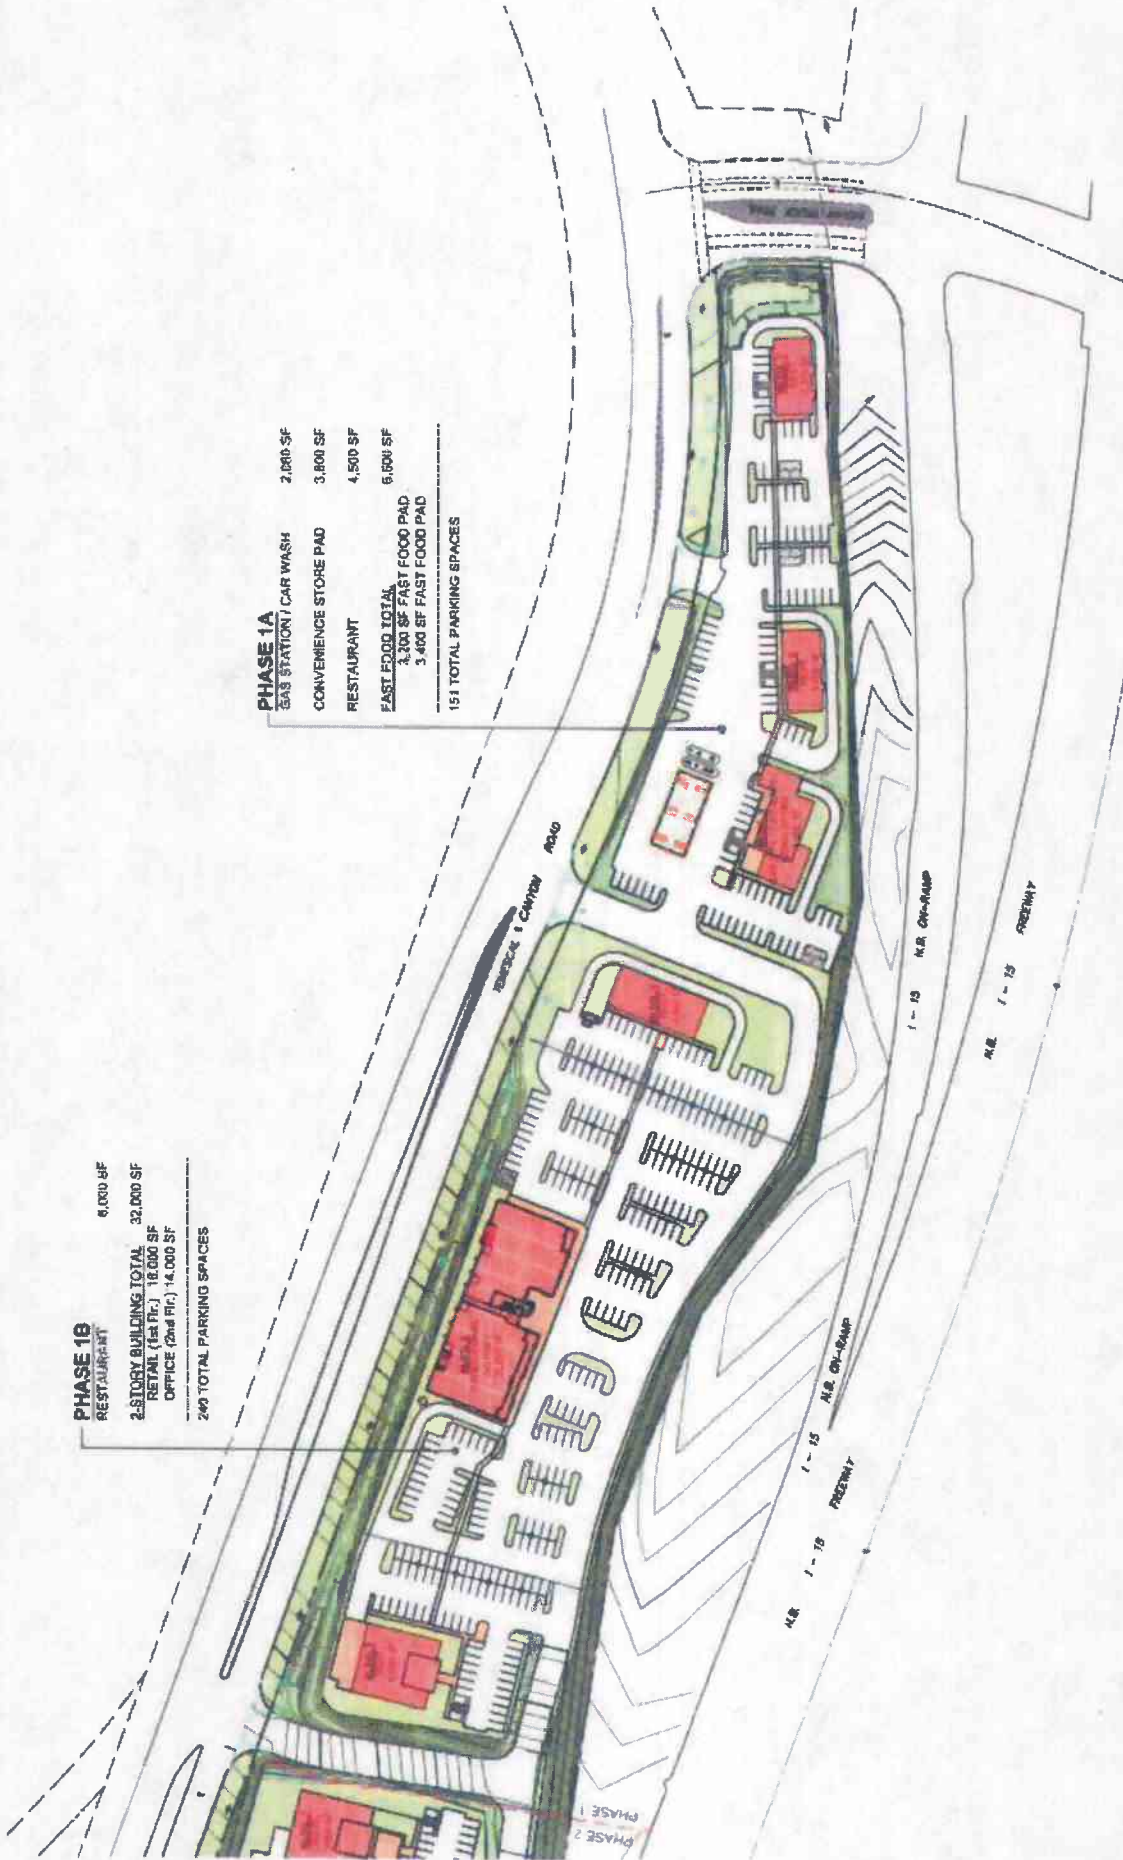 PHASE 1A
GAS STATION / CAR WASH 2,080 SF
CONVENIENCE STORE PAD 3,800 SF
RESTAURANT 4,500 SF
FAST FOOD TOTAL 6,600 SF
3,200 SF FAST FOOD PAD
3,400 SF FAST FOOD PAD
151 TOTAL PARKING SPACES
PHASE 1B
RESTAURANT 6,000 SF
2-STORY BUILDING TOTAL 32,000 SF
RETAIL (1st Flr.) 18,000 SF
OFFICE (2nd Flr.) 14,000 SF
240 TOTAL PARKING SPACES
TEMESCAL CANYON ROAD
I - 15 N.B. ON-RAMP
N.B. I - 15 FREEWAY
I - 15 N.B. ON-RAMP
N.B. I - 15 FREEWAY
PHASE 1
PHASE 2